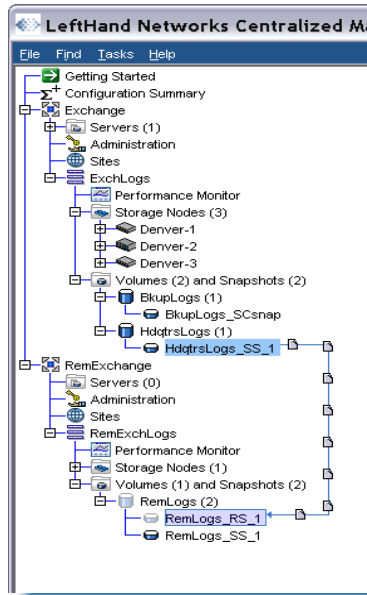 LeftHand Networks Centralized Ma
File Find Tasks Help
Getting Started
Configuration Summary
Exchange
Servers (1)
Administration
Sites
ExchLogs
Performance Monitor
Storage Nodes (3)
Denver-1
Denver-2
Denver-3
Volumes (2) and Snapshots (2)
BkupLogs (1)
BkupLogs_SCsnap
HdqtrsLogs (1)
HdqtrsLogs_SS_1
RemExchange
Servers (0)
Administration
Sites
RemExchLogs
Performance Monitor
Storage Nodes (1)
Volumes (1) and Snapshots (2)
RemLogs (2)
RemLogs_RS_1
RemLogs_SS_1